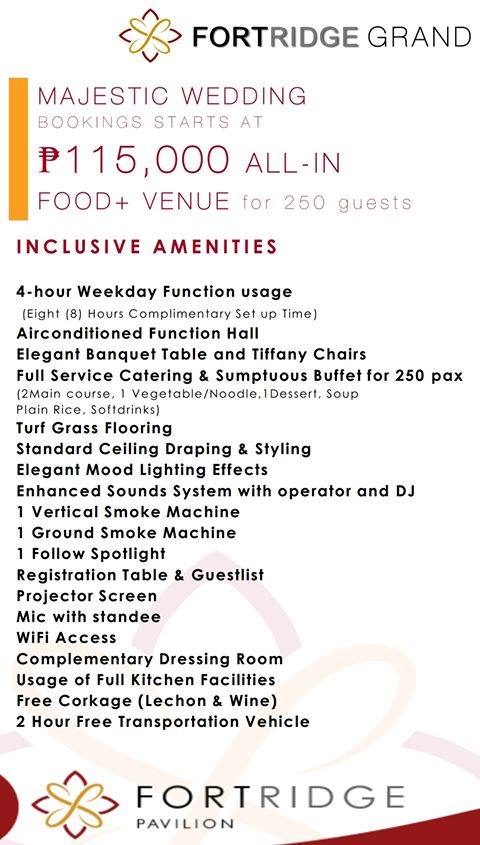 FORTRIDGE GRAND
MAJESTIC WEDDING
BOOKINGS STARTS AT
₱115,000 ALL-IN
FOOD+ VENUE for 250 guests
INCLUSIVE AMENITIES
4-hour Weekday Function usage
(Eight (8) Hours Complimentary Set up Time)
Airconditioned Function Hall
Elegant Banquet Table and Tiffany Chairs
Full Service Catering & Sumptuous Buffet for 250 pax
(2Main course, 1 Vegetable/Noodle,1Dessert, Soup
Plain Rice, Softdrinks)
Turf Grass Flooring
Standard Ceiling Draping & Styling
Elegant Mood Lighting Effects
Enhanced Sounds System with operator and DJ
1 Vertical Smoke Machine
1 Ground Smoke Machine
1 Follow Spotlight
Registration Table & Guestlist
Projector Screen
Mic with standee
WiFi Access
Complementary Dressing Room
Usage of Full Kitchen Facilities
Free Corkage (Lechon & Wine)
2 Hour Free Transportation Vehicle
FORTRIDGE
PAVILION